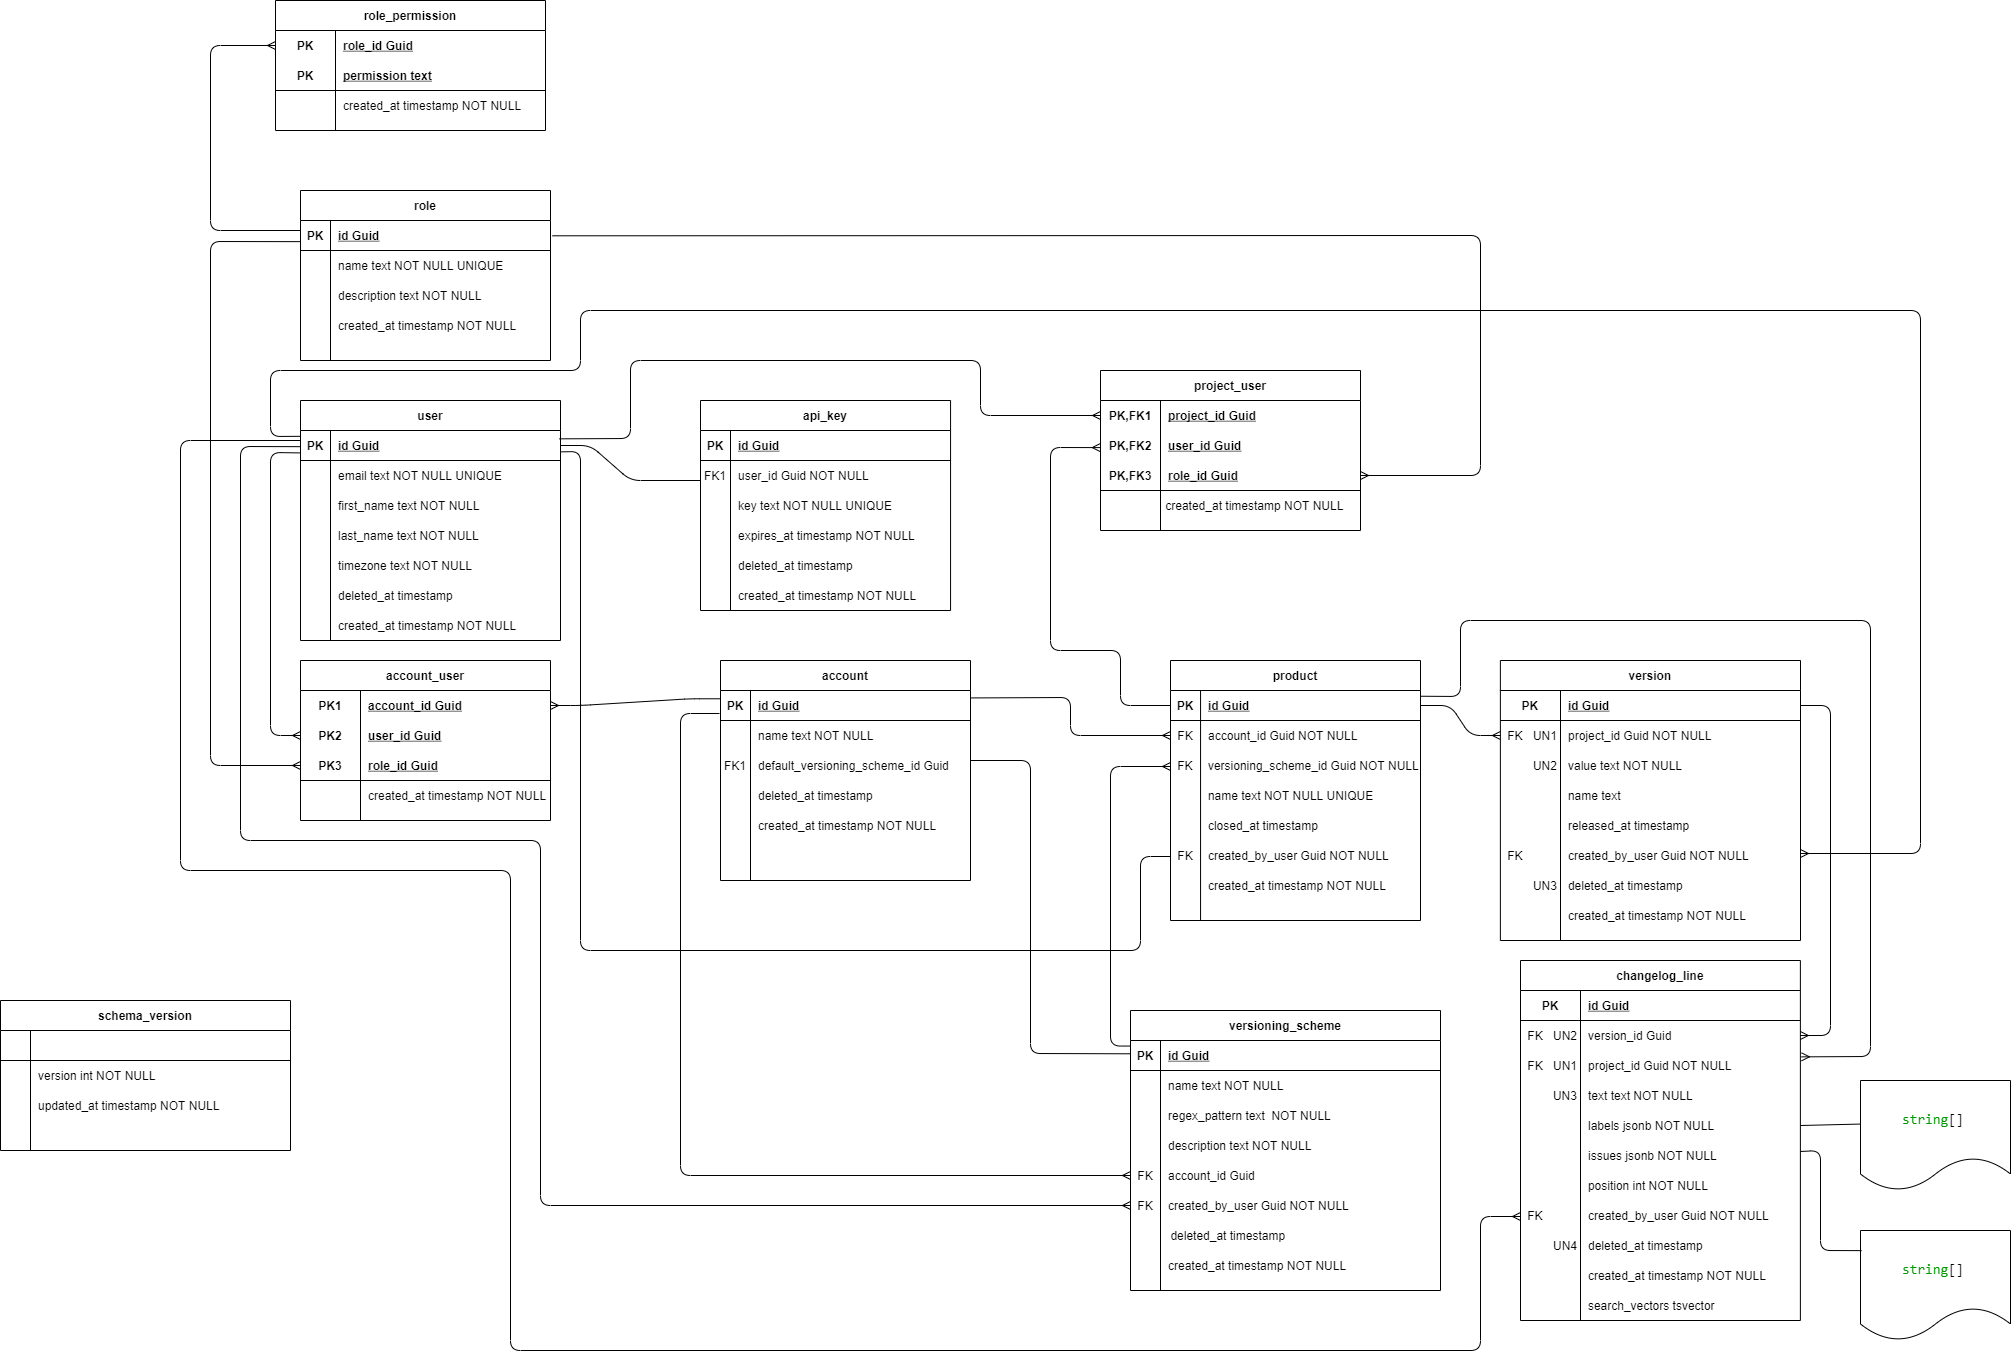 role_permission
PK role_id Guid
PK permission text
created_at timestamp NOT NULL
role
PK id Guid
name text NOT NULL UNIQUE
description text NOT NULL
created_at timestamp NOT NULL
user
PK id Guid
email text NOT NULL UNIQUE
first_name text NOT NULL
last_name text NOT NULL
timezone text NOT NULL
deleted_at timestamp
created_at timestamp NOT NULL
api_key
PK id Guid
FK1 user_id Guid NOT NULL
key text NOT NULL UNIQUE
expires_at timestamp NOT NULL
deleted_at timestamp
created_at timestamp NOT NULL
project_user
PK,FK1 project_id Guid
PK,FK2 user_id Guid
PK,FK3 role_id Guid
created_at timestamp NOT NULL
account_user
PK1 account_id Guid
PK2 user_id Guid
PK3 role_id Guid
created_at timestamp NOT NULL
account
PK id Guid
name text NOT NULL
FK1 default_versioning_scheme_id Guid
deleted_at timestamp
created_at timestamp NOT NULL
product
PK id Guid
FK account_id Guid NOT NULL
FK versioning_scheme_id Guid NOT NULL
name text NOT NULL UNIQUE
closed_at timestamp
FK created_by_user Guid NOT NULL
created_at timestamp NOT NULL
version
PK id Guid
FK UN1 project_id Guid NOT NULL
UN2 value text NOT NULL
name text
released_at timestamp
FK created_by_user Guid NOT NULL
UN3 deleted_at timestamp
created_at timestamp NOT NULL
schema_version
version int NOT NULL
updated_at timestamp NOT NULL
versioning_scheme
PK id Guid
name text NOT NULL
regex_pattern text NOT NULL
description text NOT NULL
FK account_id Guid
FK created_by_user Guid NOT NULL
deleted_at timestamp
created_at timestamp NOT NULL
changelog_line
PK id Guid
FK UN2 version_id Guid
FK UN1 project_id Guid NOT NULL
UN3 text text NOT NULL
labels jsonb NOT NULL
issues jsonb NOT NULL
position int NOT NULL
FK created_by_user Guid NOT NULL
UN4 deleted_at timestamp
created_at timestamp NOT NULL
search_vectors tsvector
string[]
string[]